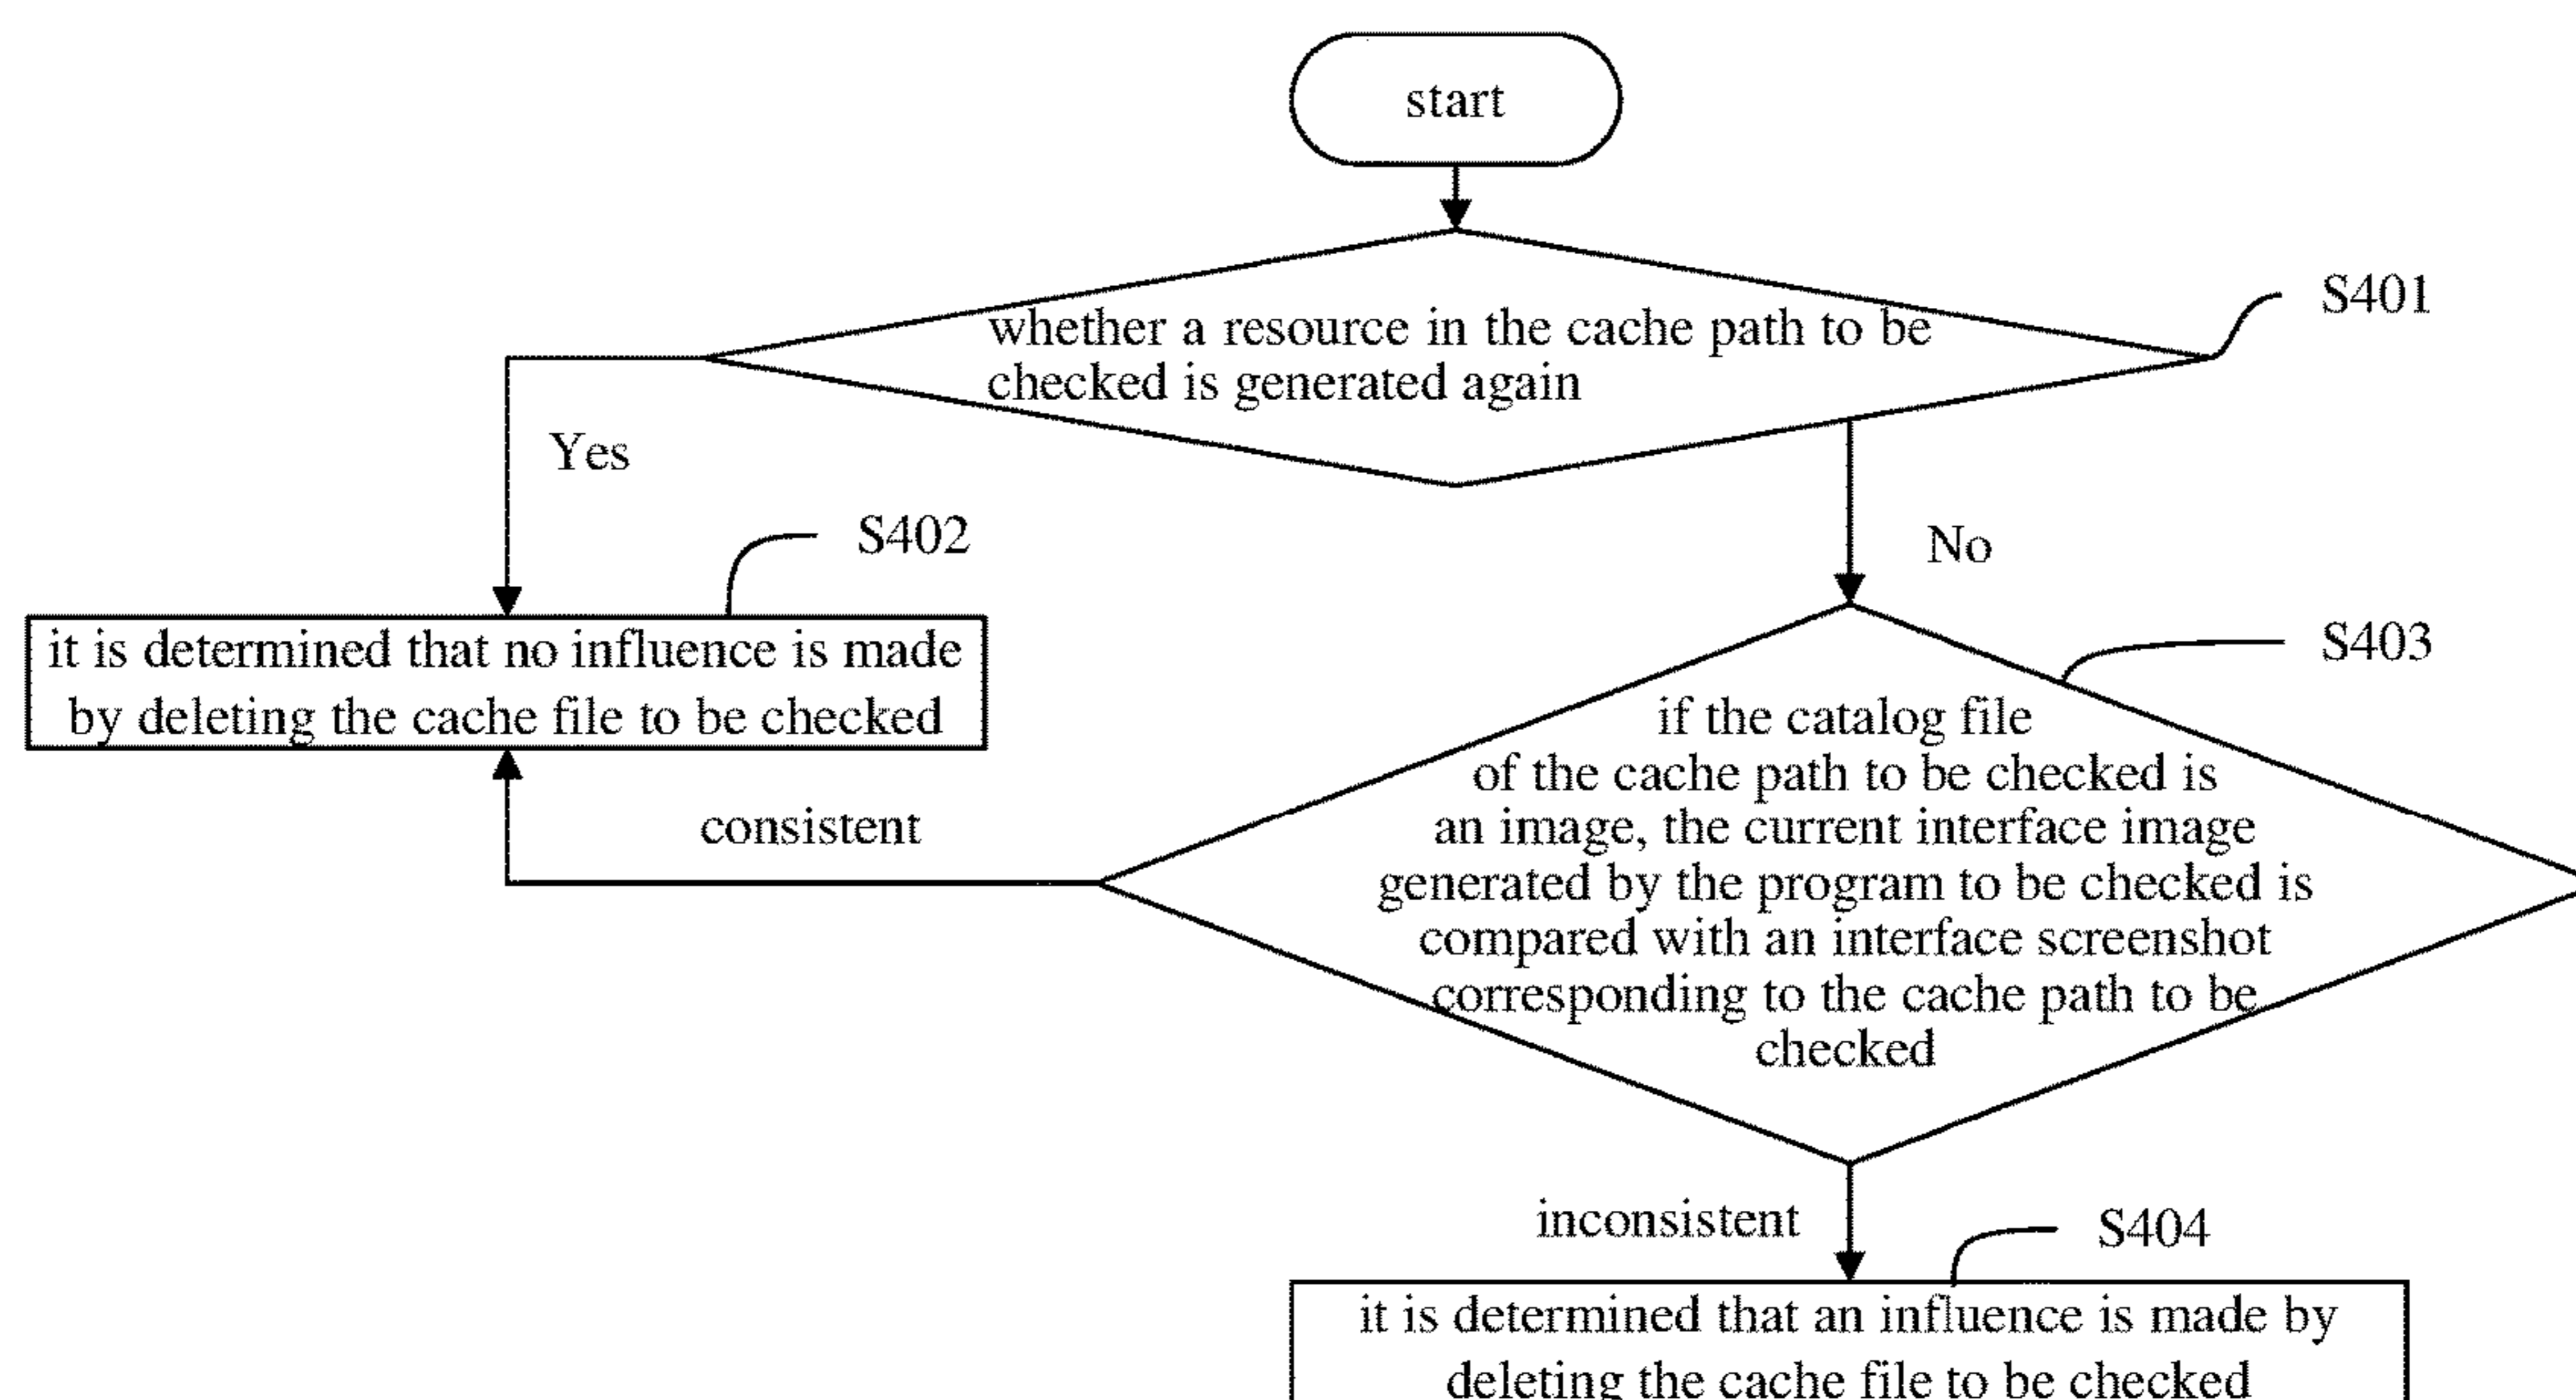 start
whether a resource in the cache path to be
checked is generated again
S401
Yes
No
S402
it is determined that no influence is made
by deleting the cache file to be checked
S403
if the catalog file
of the cache path to be checked is
an image, the current interface image
generated by the program to be checked is
compared with an interface screenshot
corresponding to the cache path to be
checked
consistent
inconsistent
S404
it is determined that an influence is made by
deleting the cache file to be checked